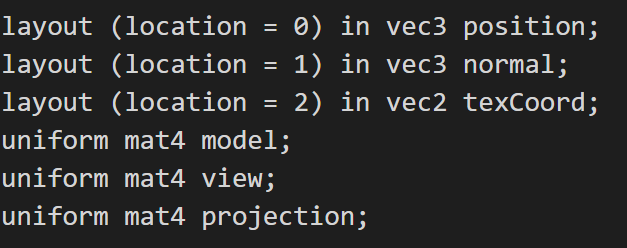 layout (location = 0) in vec3 position;
layout (location = 1) in vec3 normal;
layout (location = 2) in vec2 texCoord;
uniform mat4 model;
uniform mat4 view;
uniform mat4 projection;